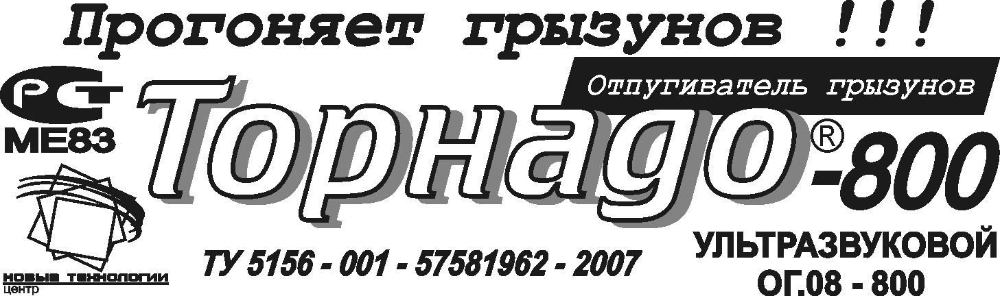 Прогоняет грызунов !!!
Отпугиватель грызунов
РСТ
МЕ83
Торнадо®-800
новые технологии
центр
ТУ 5156 - 001 - 57581962 - 2007
УЛЬТРАЗВУКОВОЙ
ОГ.08 - 800